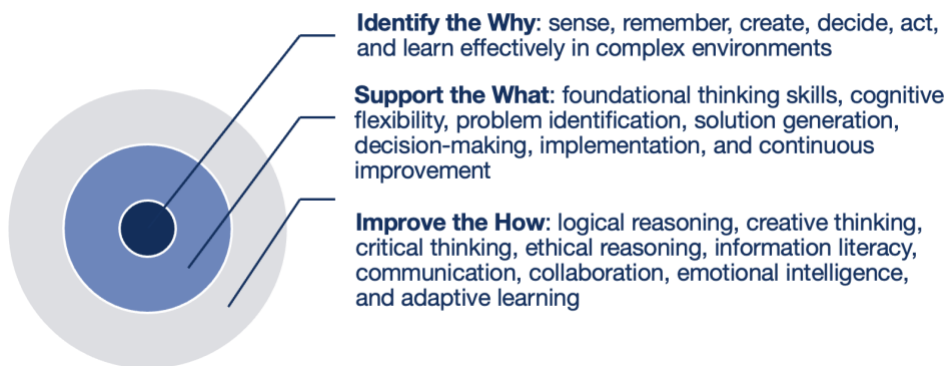 Identify the Why: sense, remember, create, decide, act,
and learn effectively in complex environments
Support the What: foundational thinking skills, cognitive
flexibility, problem identification, solution generation,
decision-making, implementation, and continuous
improvement
Improve the How: logical reasoning, creative thinking,
critical thinking, ethical reasoning, information literacy,
communication, collaboration, emotional intelligence,
and adaptive learning